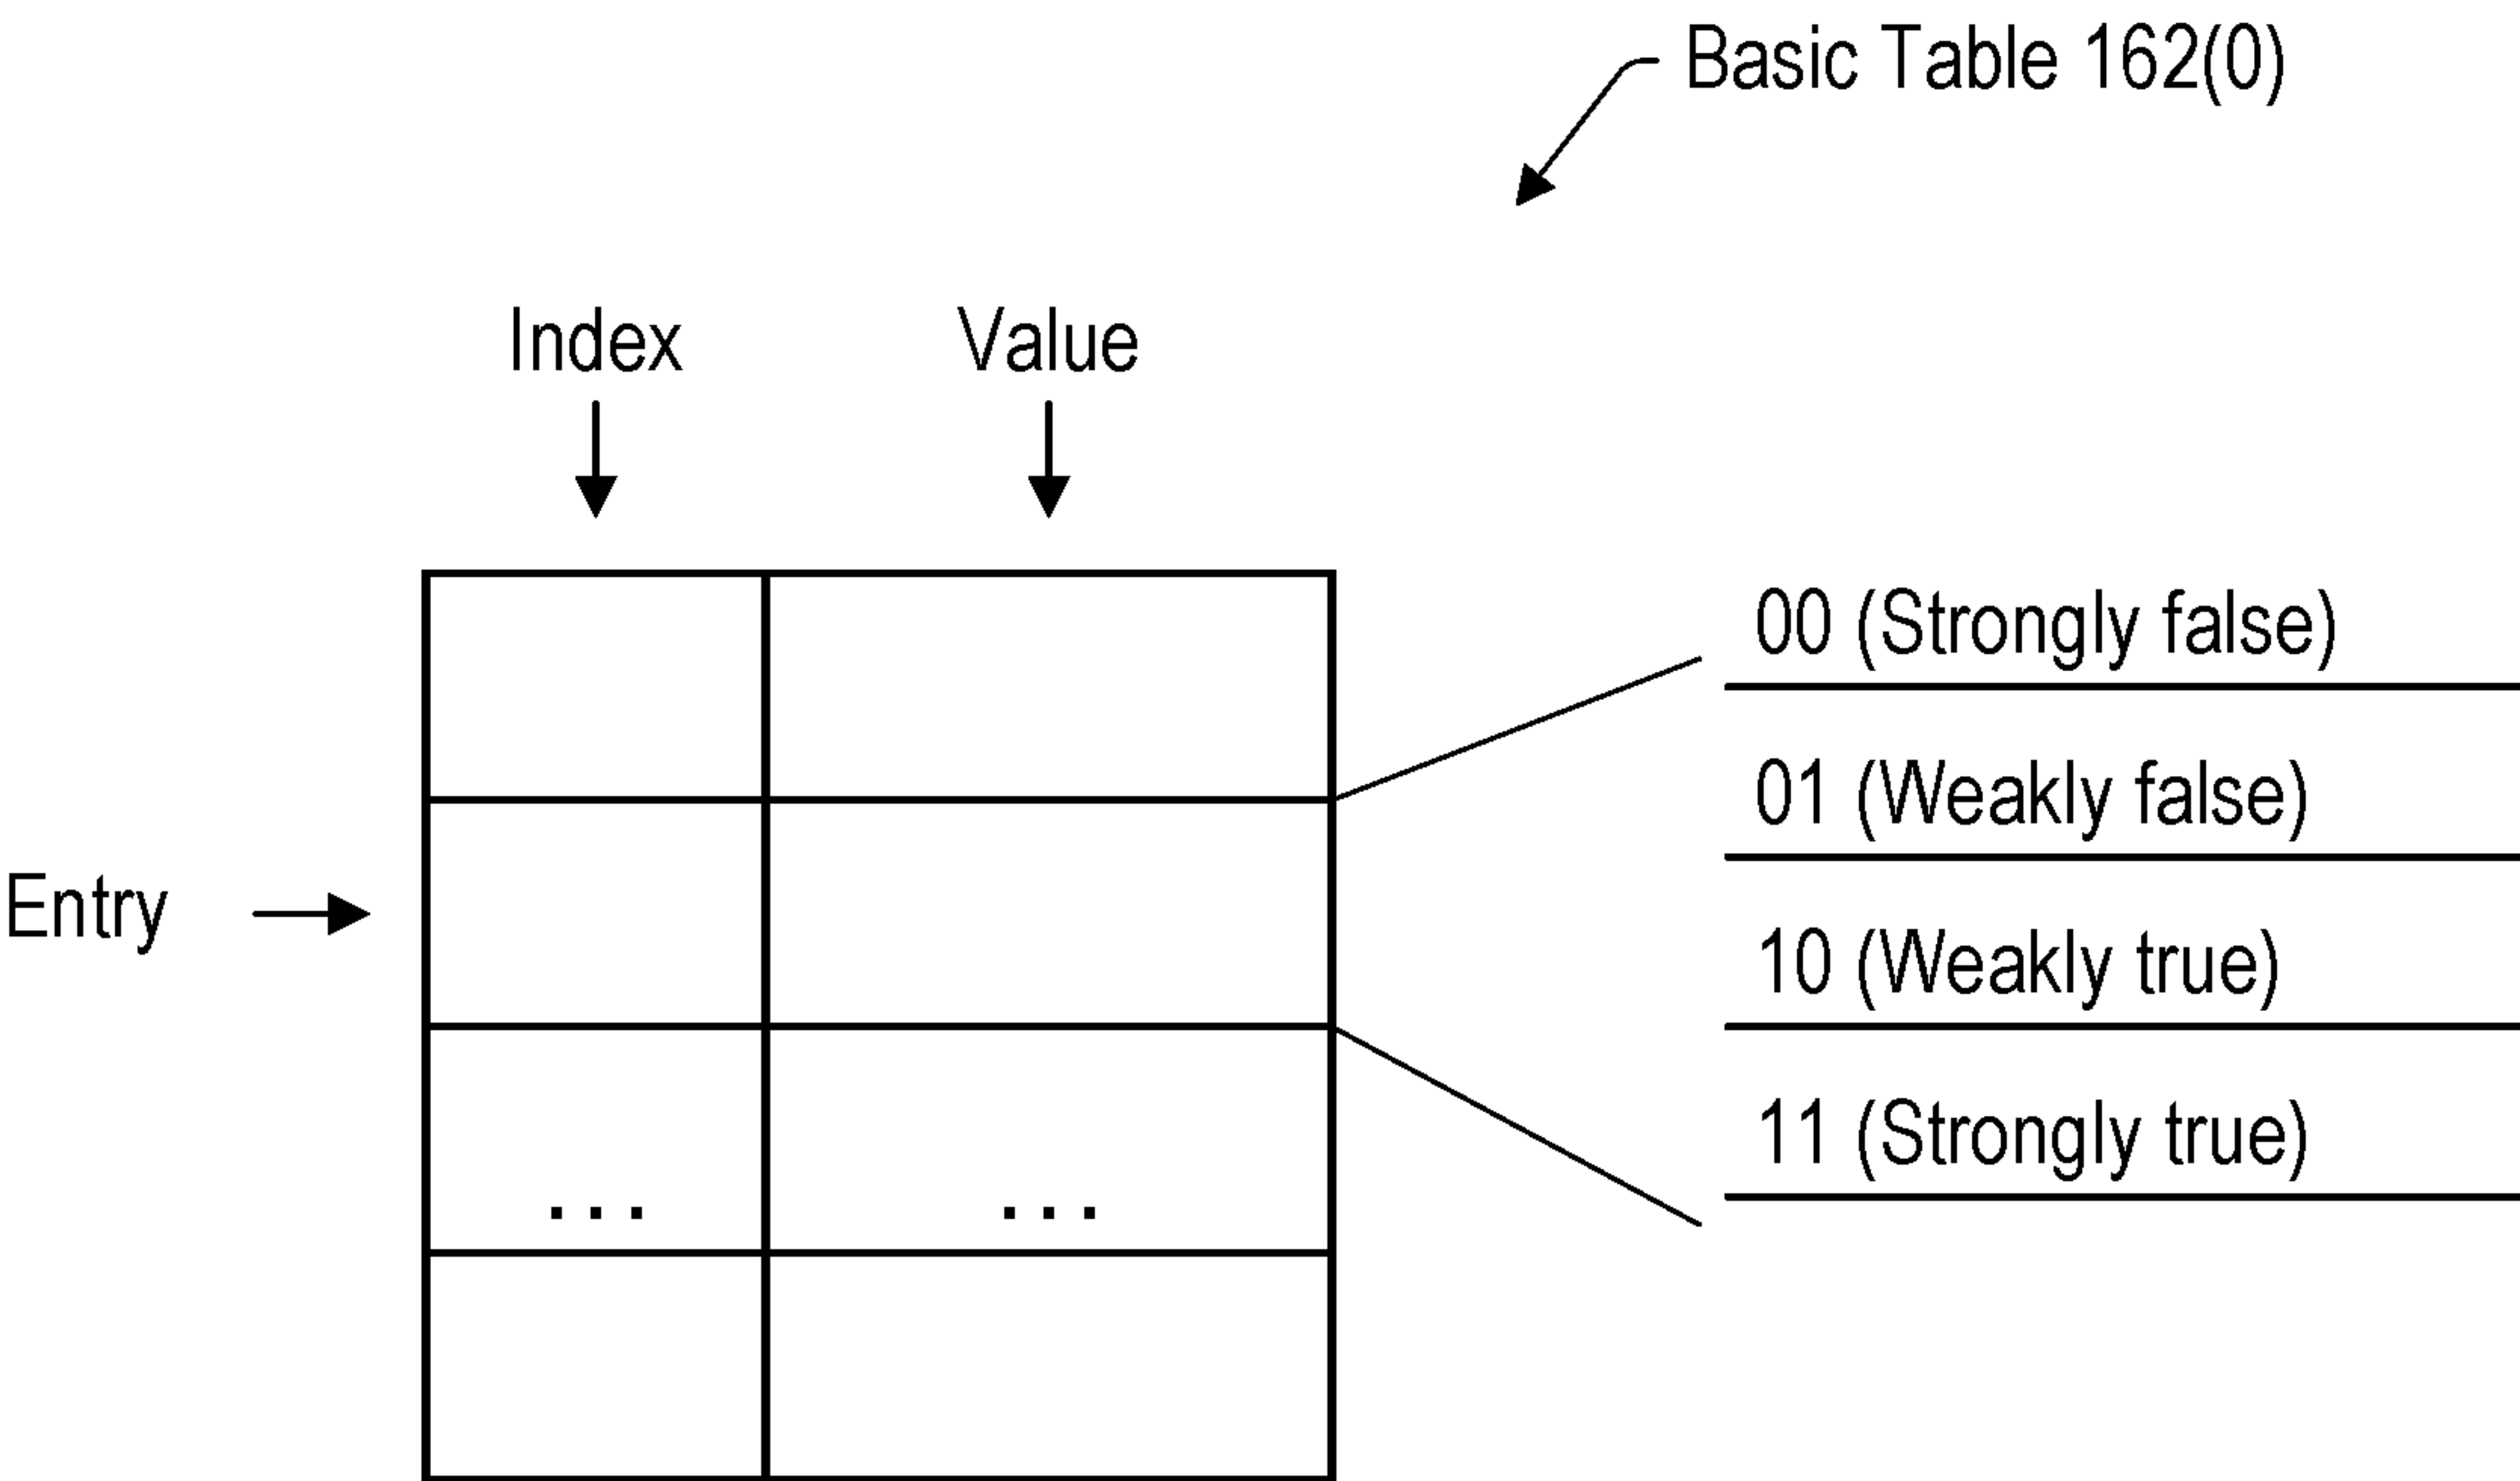 Basic Table 162(0)
Index
Value
00 (Strongly false)
01 (Weakly false)
Entry
10 (Weakly true)
11 (Strongly true)
...
...